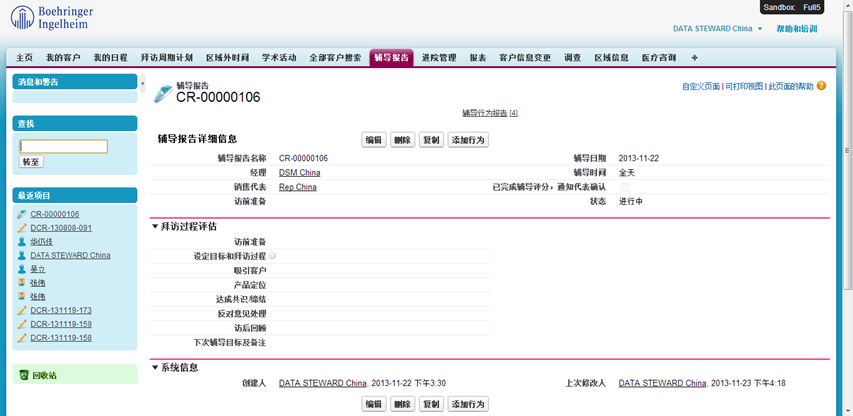 Boehringer
Ingelheim
Sandbox: Full5
DATA STEWARD China 帮助和培训
主页 我的客户 我的日程 拜访周期计划 区域外时间 学术活动 全部客户搜索 辅导报告 进院管理 报表 客户信息变更 调查 区域信息 医疗咨询 +
消息和警告
查找
转至
最近项目
CR-00000106
DCR-130808-091
华仍佳
DATA STEWARD China
吴立
张伟
张伟
DCR-131119-173
DCR-131119-159
DCR-131119-158
回收站
辅导报告
CR-00000106
自定义页面 | 可打印视图 | 此页面的帮助 ?
辅导行为报告 [4]
辅导报告详细信息 编辑 删除 复制 添加行为
辅导报告名称 CR-00000106 辅导日期 2013-11-22
经理 DSM China 辅导时间 全天
销售代表 Rep China 已完成辅导评分，通知代表确认
访前准备 状态 进行中
拜访过程评估
访前准备
设定目标和拜访过程
吸引客户
产品定位
达成共识/缔结
反对意见处理
访后回顾
下次辅导目标及备注
系统信息
创建人 DATA STEWARD China, 2013-11-22 下午3:30 上次修改人 DATA STEWARD China, 2013-11-23 下午4:18
编辑 删除 复制 添加行为